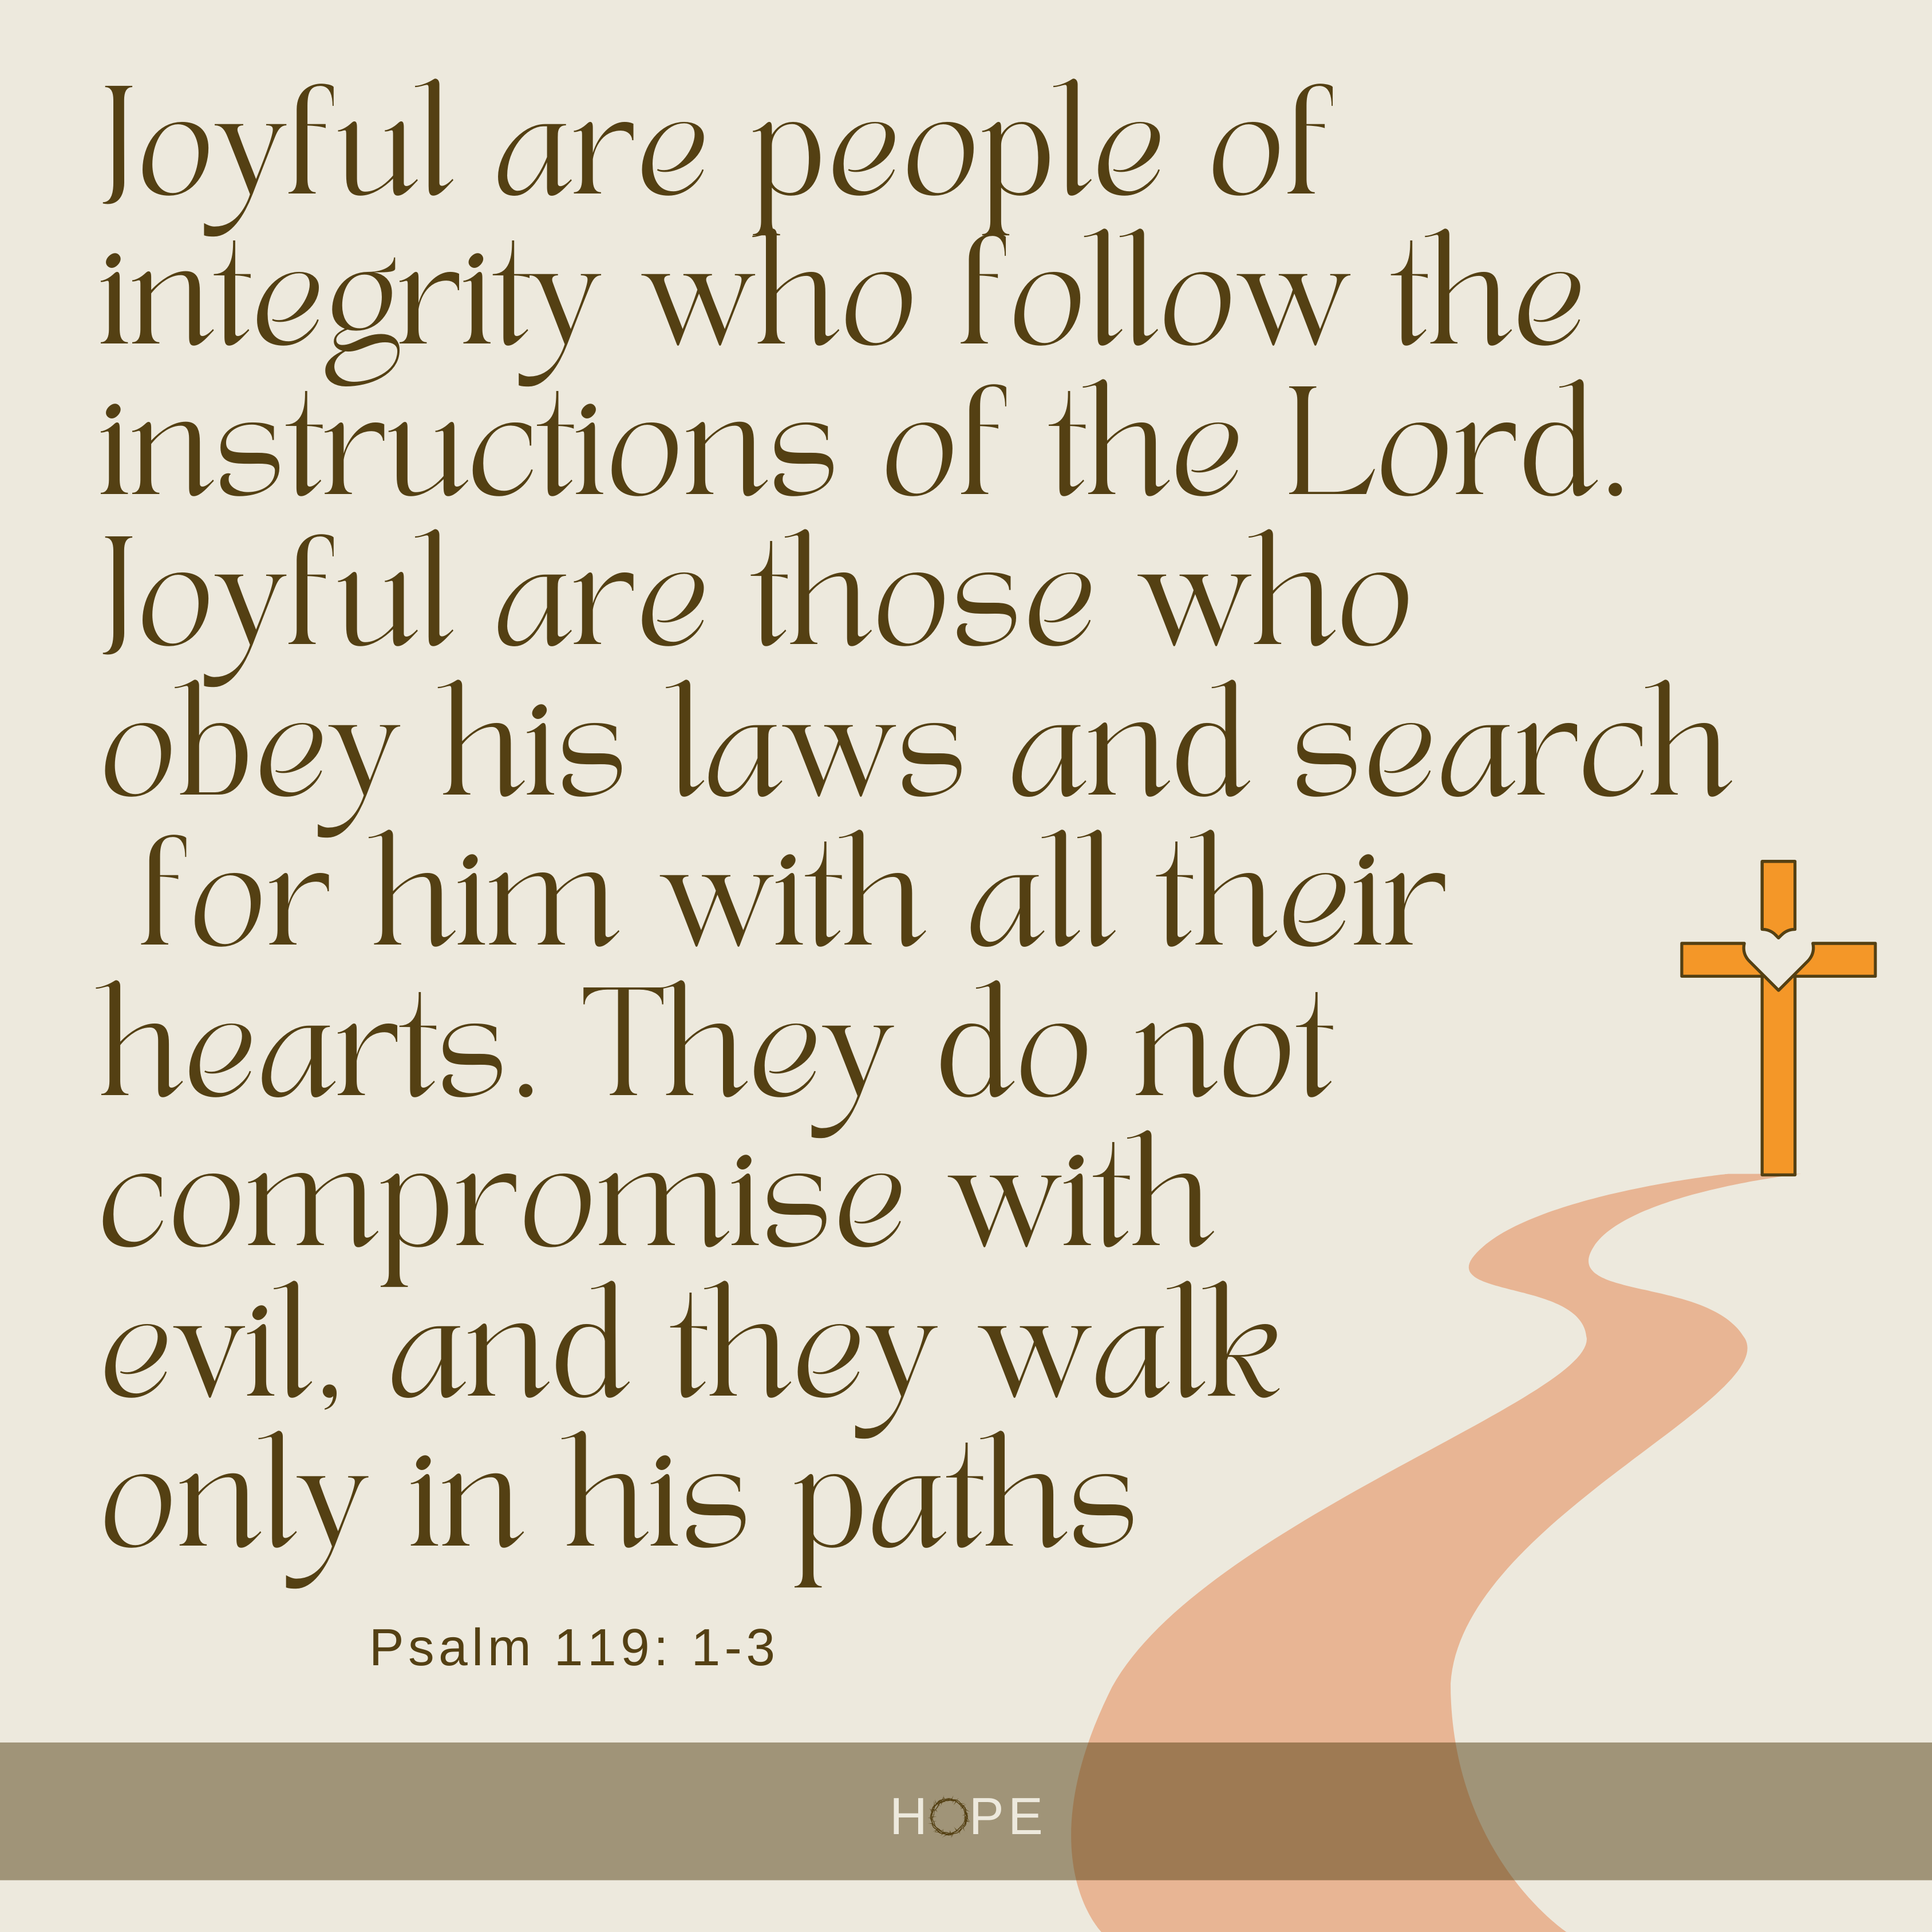 Joyful are people of
integrity who follow the
instructions of the Lord.
Joyful are those who
obey his laws and search
for him with all their
hearts. They do not
compromise with
evil, and they walk
only in his paths
Psalm 119: 1-3
HOPE